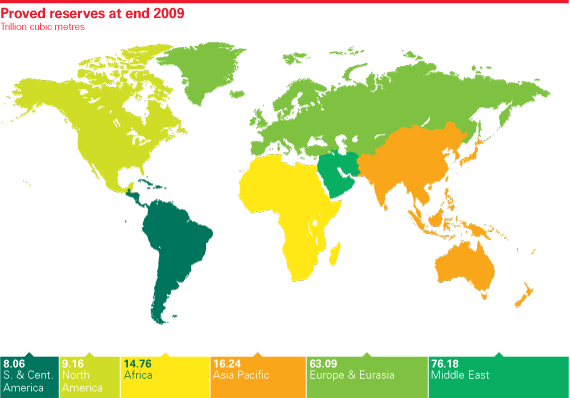 Proved reserves at end 2009
Trillion cubic metres
8.06
S. & Cent.
America
9.16
North
America
14.76
Africa
16.24
Asia Pacific
63.09
Europe & Eurasia
76.18
Middle East